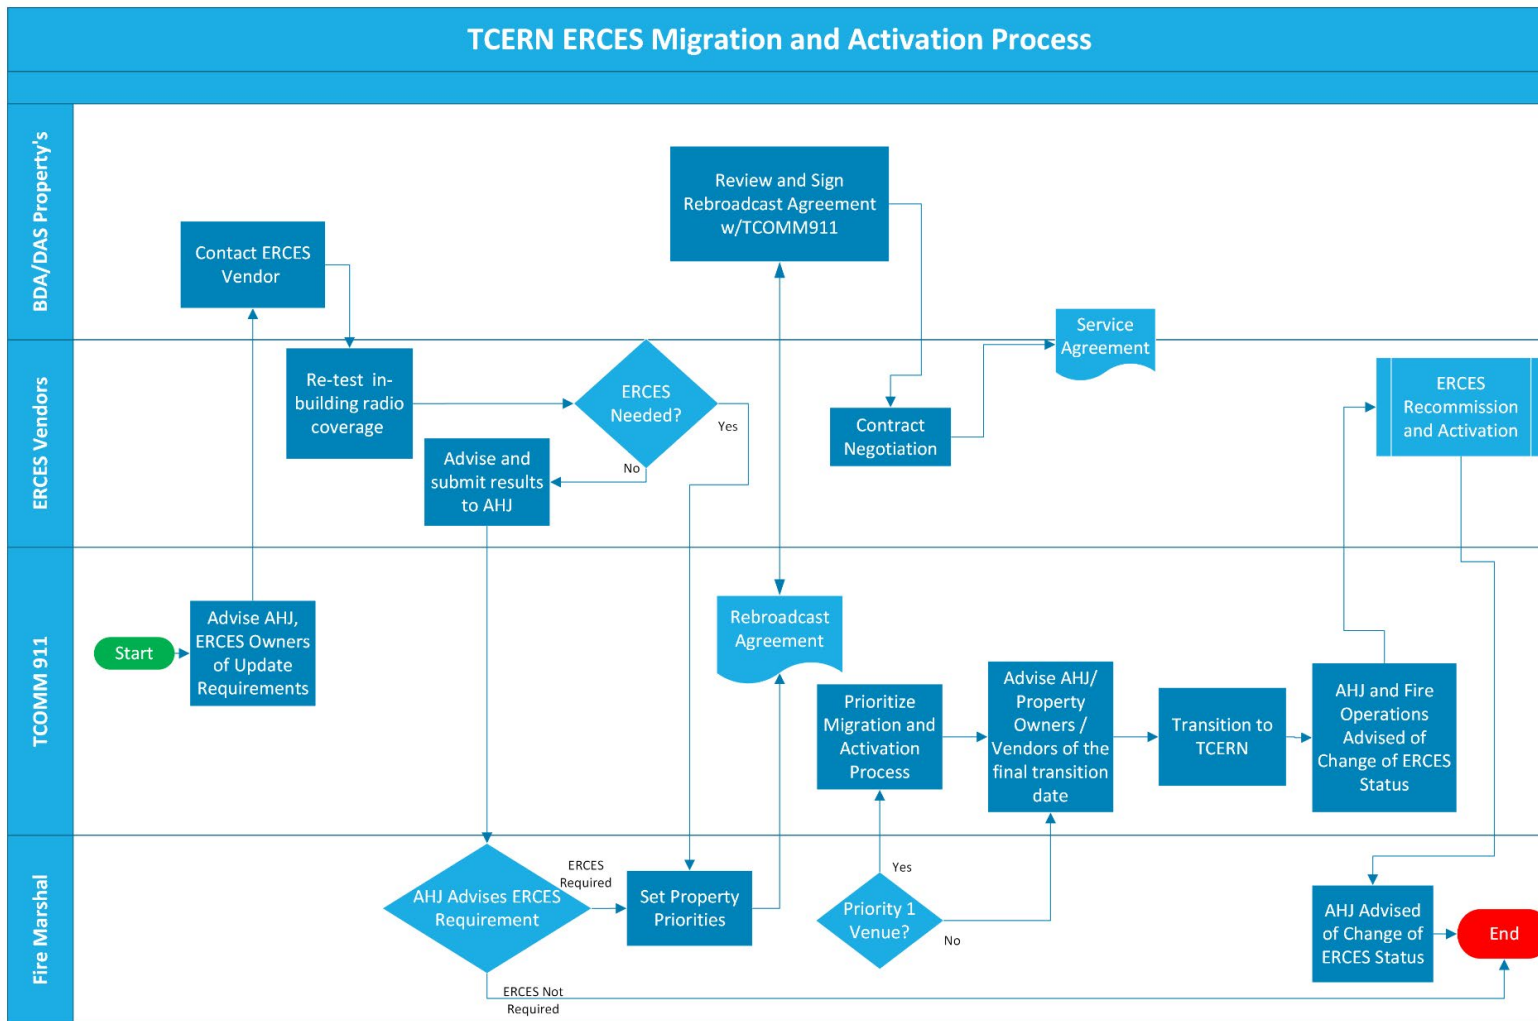 TCERN ERCES Migration and Activation Process
BDA/DAS Property's
Contact ERCES
Vendor
Review and Sign
Rebroadcast Agreement
w/TCOMM911
Service
Agreement
ERCES Vendors
Re-test in-
building radio
coverage
ERCES
Needed?
Yes
No
Advise and
submit results
to AHJ
Contract
Negotiation
ERCES
Recommission
and Activation
TCOMM 911
Start
Advise AHJ,
ERCES Owners
of Update
Requirements
Rebroadcast
Agreement
Prioritize
Migration and
Activation
Process
Advise AHJ/
Property
Owners /
Vendors of the
final transition
date
Transition to
TCERN
AHJ and Fire
Operations
Advised of
Change of ERCES
Status
Fire Marshal
AHJ Advises ERCES
Requirement
ERCES
Required
ERCES Not
Required
Set Property
Priorities
Priority 1
Venue?
Yes
No
AHJ Advised
of Change of
ERCES Status
End